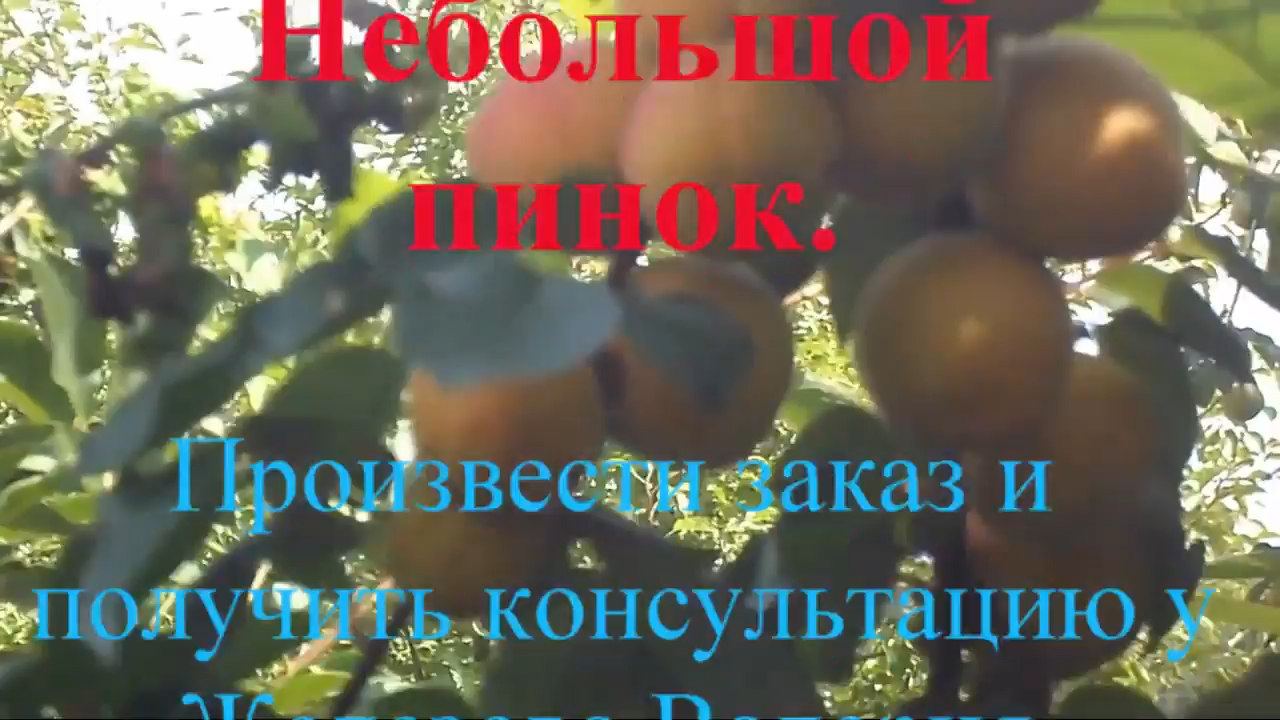 Небольшой
пинок.
Произвести заказ и
получить консультацию у